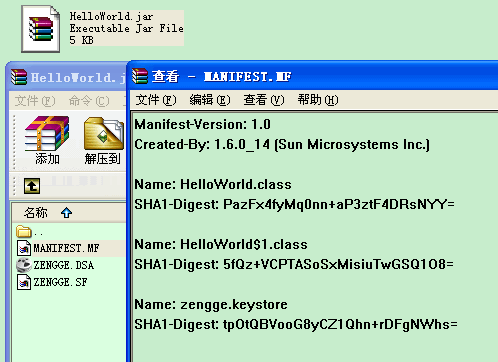 HelloWorld.jar
Executable Jar File
5 KB
HelloWorld.j
文件(F) 命令(C)
添加 解压到
名称
..
MANIFEST.MF
ZENGGE.DSA
ZENGGE.SF
查看 - MANIFEST.MF
文件(F) 编辑(E) 查看(V) 帮助(H)
Manifest-Version: 1.0
Created-By: 1.6.0_14 (Sun Microsystems Inc.)
Name: HelloWorld.class
SHA1-Digest: PazFx4fyMq0nn+aP3ztF4DRsNYY=
Name: HelloWorld$1.class
SHA1-Digest: 5fQz+VCPTASoSxMisiuTwGSQ1O8=
Name: zengge.keystore
SHA1-Digest: tpOtQBVooG8yCZ1Qhn+rDFgNWhs=